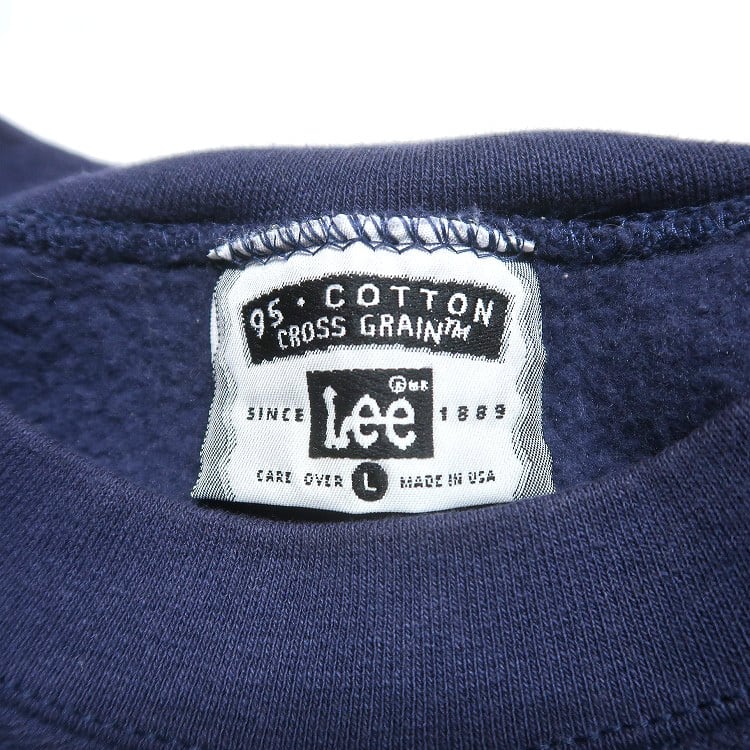 95 • COTTON
CROSS GRAIN™
® M.R.
Lee
SINCE 1889
CARE OVER L MADE IN USA